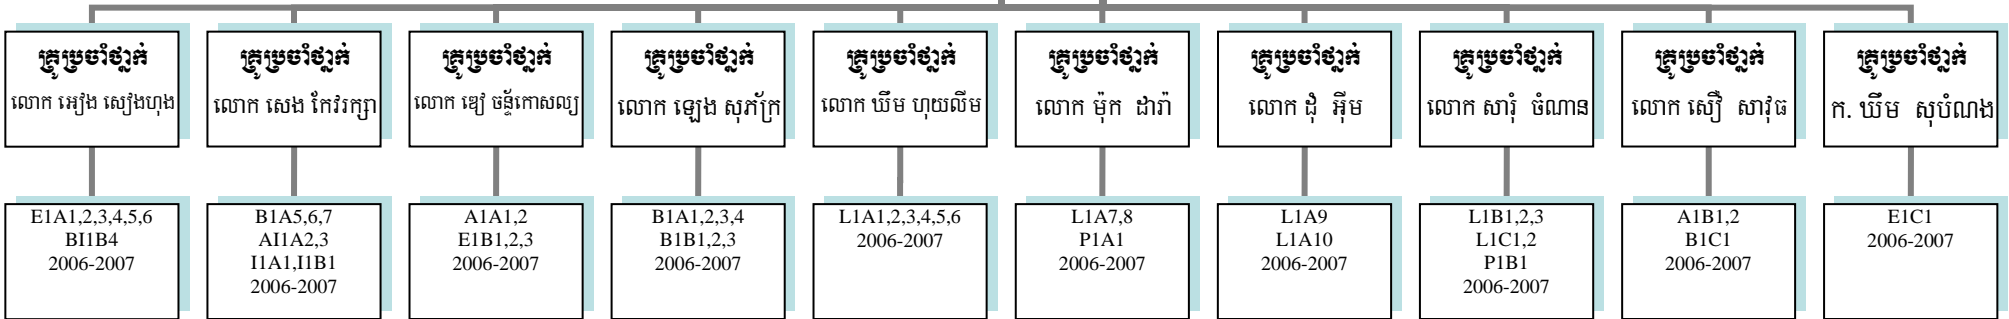 គ្រូប្រចាំថ្នាក់
លោក អៀង សៀងហុង
គ្រូប្រចាំថ្នាក់
លោក សេង កែវរក្សា
គ្រូប្រចាំថ្នាក់
លោក ឌៀ ចន្ទ័កោសល្យ
គ្រូប្រចាំថ្នាក់
លោក ឡេង សុភ័ក្រ
គ្រូប្រចាំថ្នាក់
លោក ឃឹម ហុយលីម
គ្រូប្រចាំថ្នាក់
លោក ម៉ុក ដារ៉ា
គ្រូប្រចាំថ្នាក់
លោក ដុំ អ៊ីម
គ្រូប្រចាំថ្នាក់
លោក សារុំ ចំណាន
គ្រូប្រចាំថ្នាក់
លោក សឿ សាវុធ
គ្រូប្រចាំថ្នាក់
ក. ឃឹម សុបំណង
E1A1,2,3,4,5,6
BI1B4
2006-2007
B1A5,6,7
AI1A2,3
I1A1,I1B1
2006-2007
A1A1,2
E1B1,2,3
2006-2007
B1A1,2,3,4
B1B1,2,3
2006-2007
L1A1,2,3,4,5,6
2006-2007
L1A7,8
P1A1
2006-2007
L1A9
L1A10
2006-2007
L1B1,2,3
L1C1,2
P1B1
2006-2007
A1B1,2
B1C1
2006-2007
E1C1
2006-2007